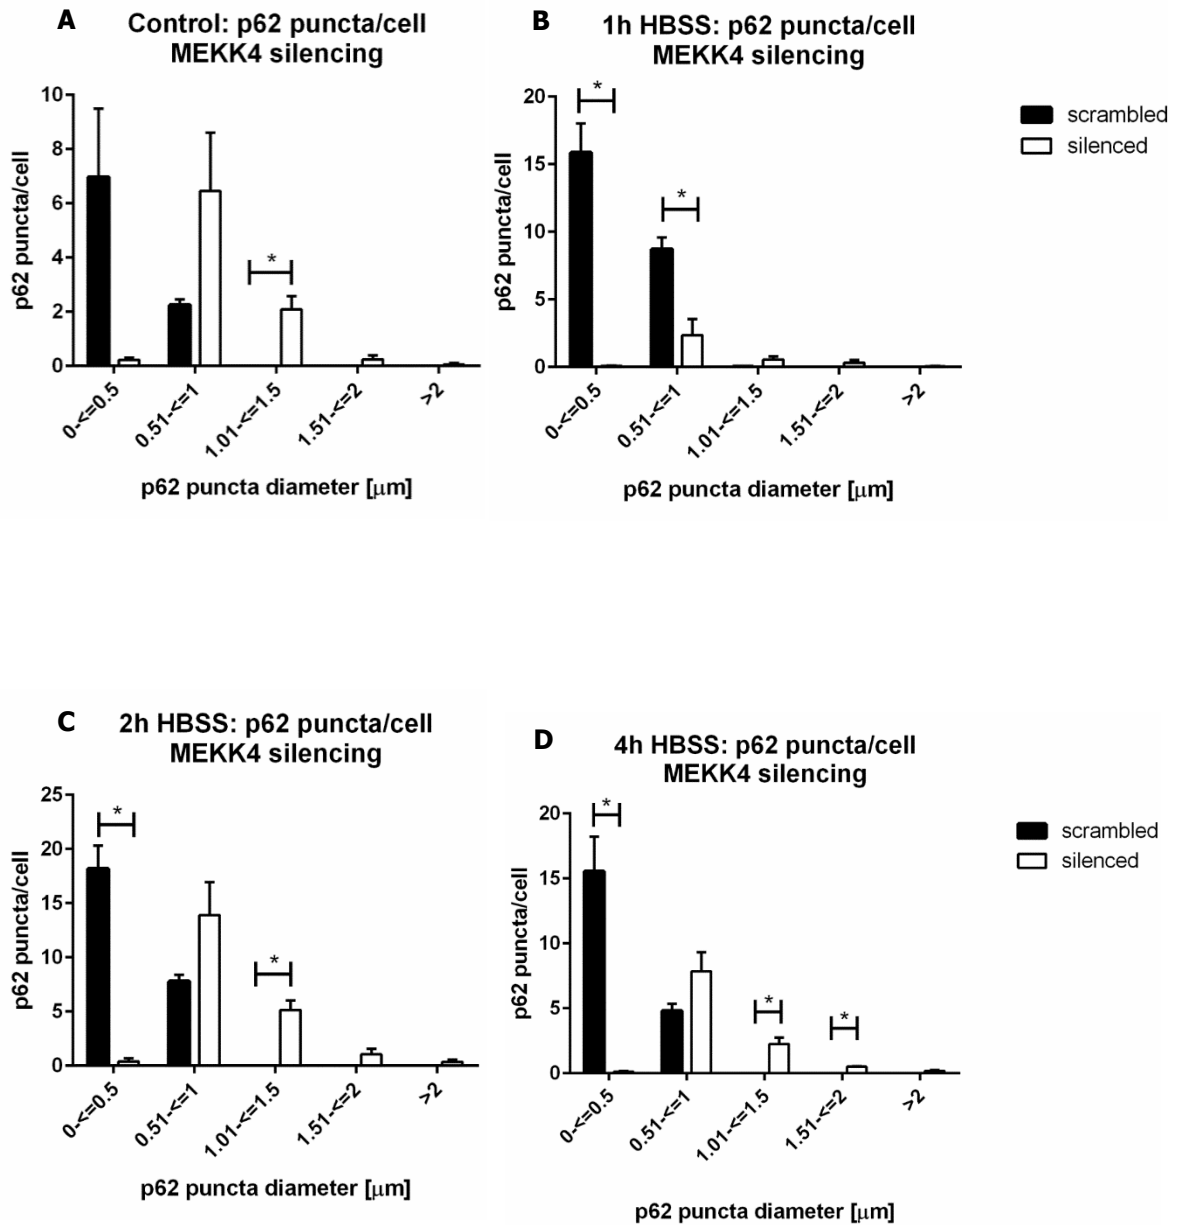 A
Control: p62 puncta/cell
MEKK4 silencing
p62 puncta/cell
10
8
6
4
2
0
*
0-<=0.5
0.51-<=1
1.01-<=1.5
1.51-<=2
>2
p62 puncta diameter [μm]
B
1h HBSS: p62 puncta/cell
MEKK4 silencing
p62 puncta/cell
20
15
10
5
0
*
*
0-<=0.5
0.51-<=1
1.01-<=1.5
1.51-<=2
>2
p62 puncta diameter [μm]
scrambled
silenced
C
2h HBSS: p62 puncta/cell
MEKK4 silencing
p62 puncta/cell
25
20
15
10
5
0
*
*
0-<=0.5
0.51-<=1
1.01-<=1.5
1.51-<=2
>2
p62 puncta diameter [μm]
D
4h HBSS: p62 puncta/cell
MEKK4 silencing
p62 puncta/cell
20
15
10
5
0
*
*
*
0-<=0.5
0.51-<=1
1.01-<=1.5
1.51-<=2
>2
p62 puncta diameter [μm]
scrambled
silenced